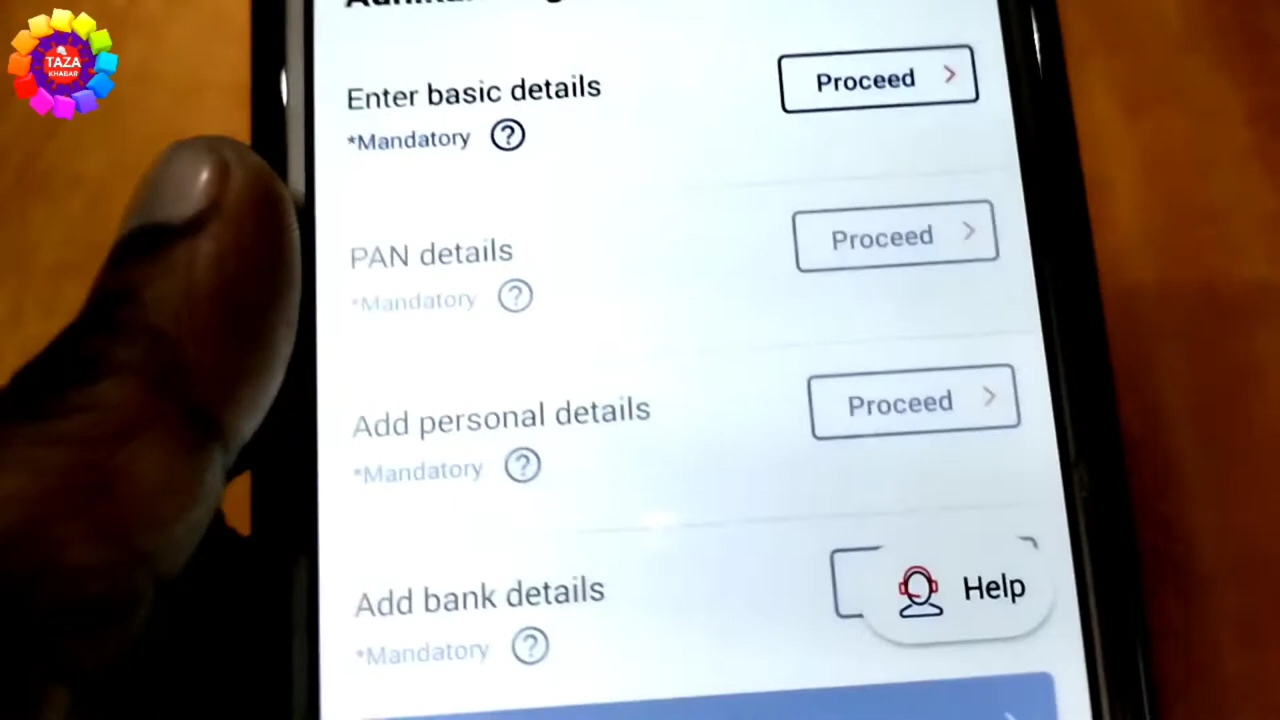 TAZA
KHABAR
Enter basic details
Proceed
*Mandatory
PAN details
Proceed
*Mandatory
Add personal details
Proceed
*Mandatory
Add bank details
Help
*Mandatory